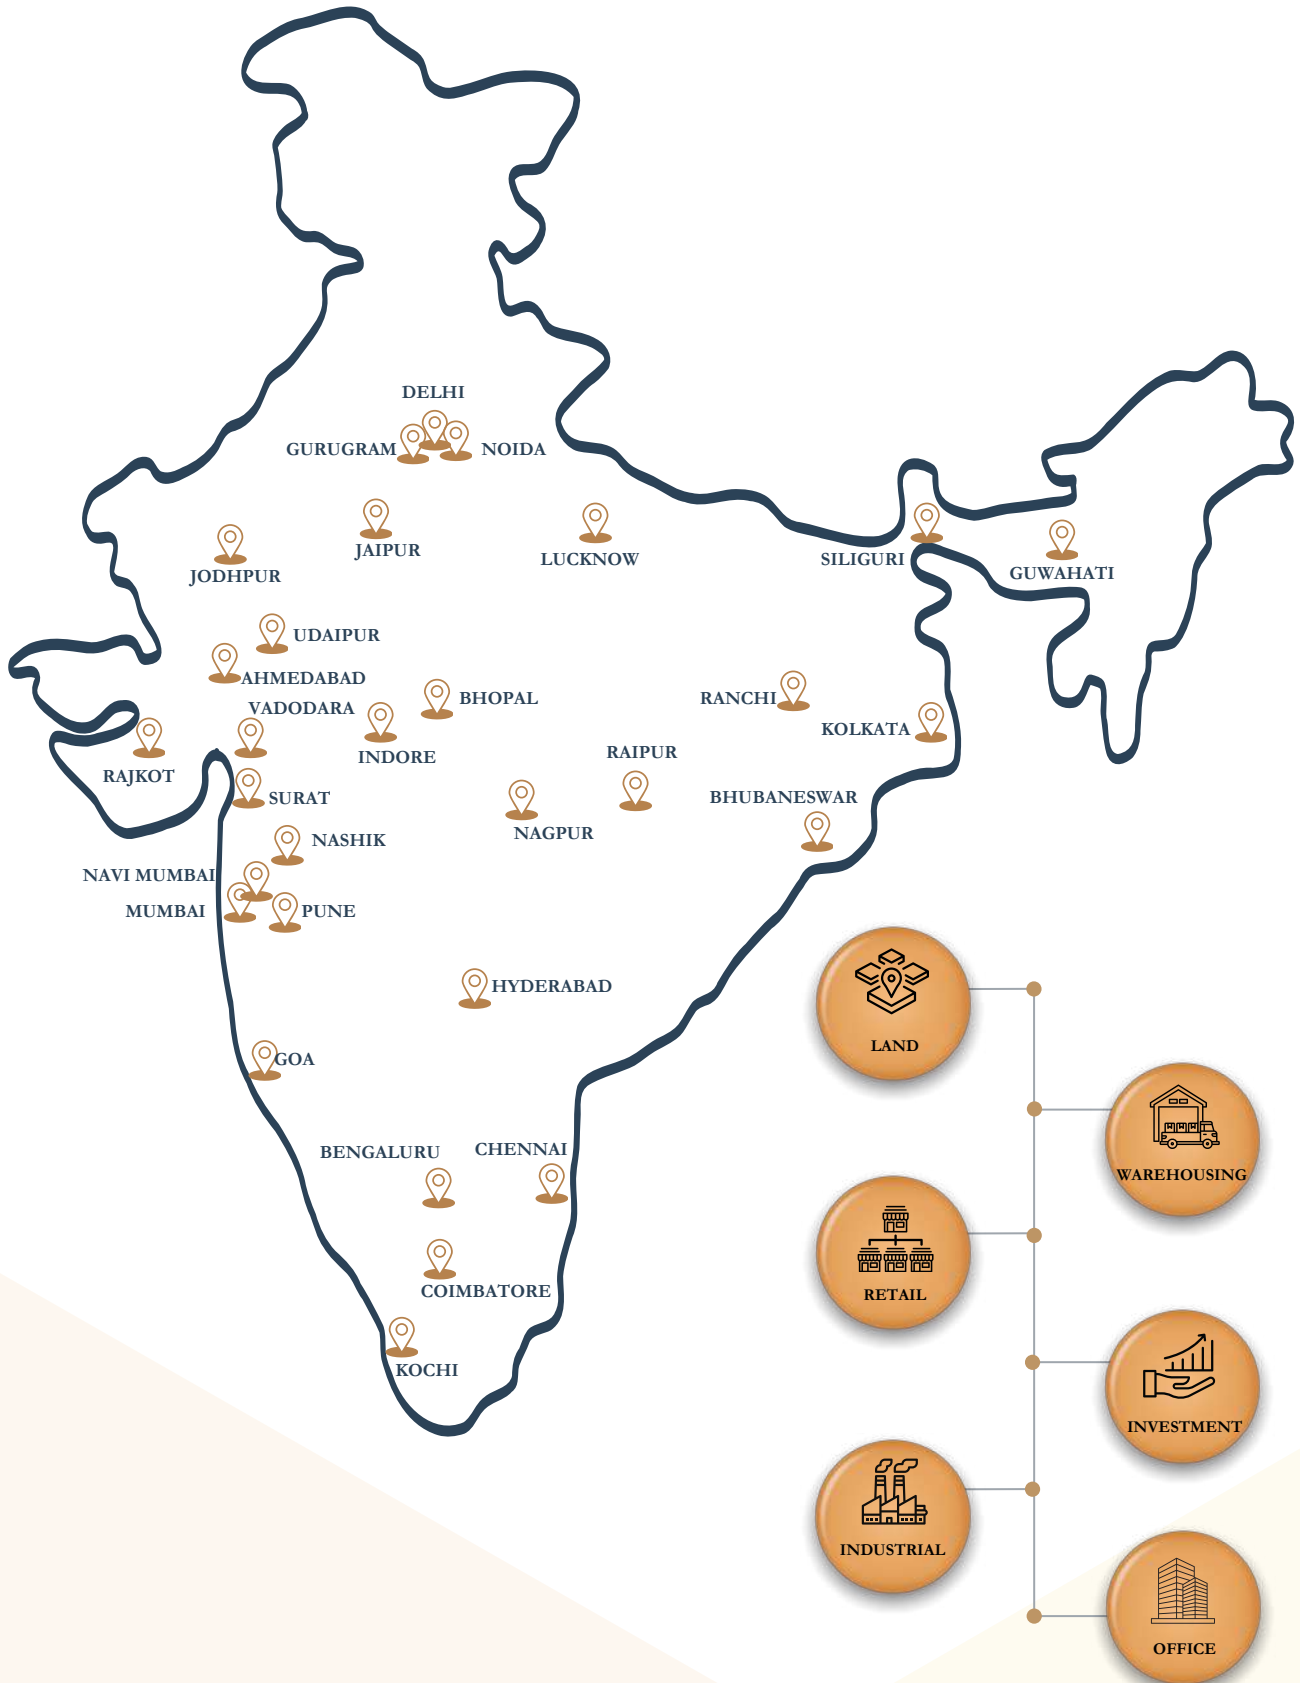 DELHI
GURUGRAM
NOIDA
JAIPUR
LUCKNOW
SILIGURI
GUWAHATI
JODHPUR
UDAIPUR
AHMEDABAD
VADODARA
BHOPAL
RANCHI
KOLKATA
INDORE
RAJKOT
RAIPUR
SURAT
BHUBANESWAR
NAGPUR
NASHIK
NAVI MUMBAI
MUMBAI
PUNE
HYDERABAD
GOA
BENGALURU
CHENNAI
COIMBATORE
KOCHI
LAND
WAREHOUSING
RETAIL
INVESTMENT
INDUSTRIAL
OFFICE